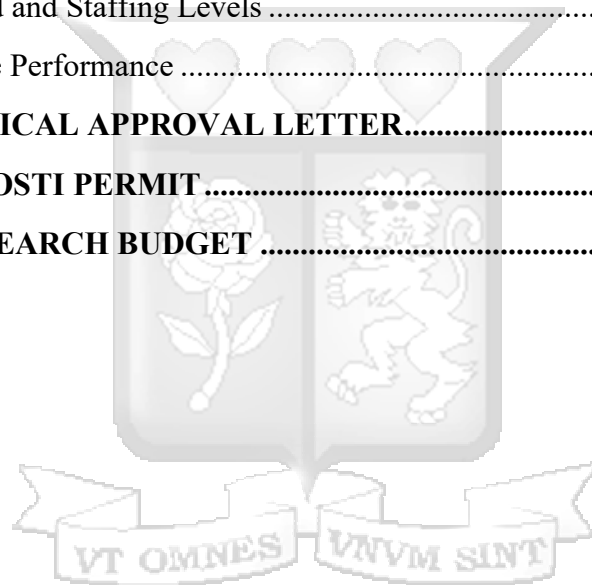 d and Staffing Levels ................................................
e Performance ............................................................
ICAL APPROVAL LETTER..............................
OSTI PERMIT.......................................................
EARCH BUDGET ..............................................
VT OMNES VNVM SINT